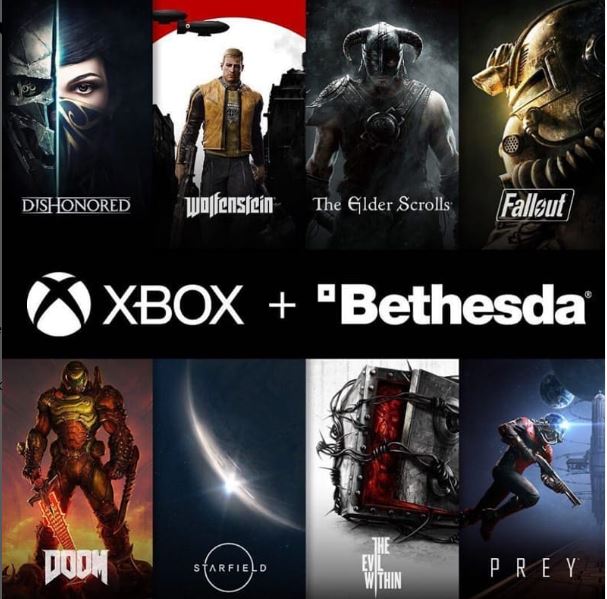 DISHONORED
Wolfenstein
The Elder Scrolls
Fallout
XBOX + Bethesda®
DOOM
STARFIELD
THE
EVIL
WITHIN
PREY